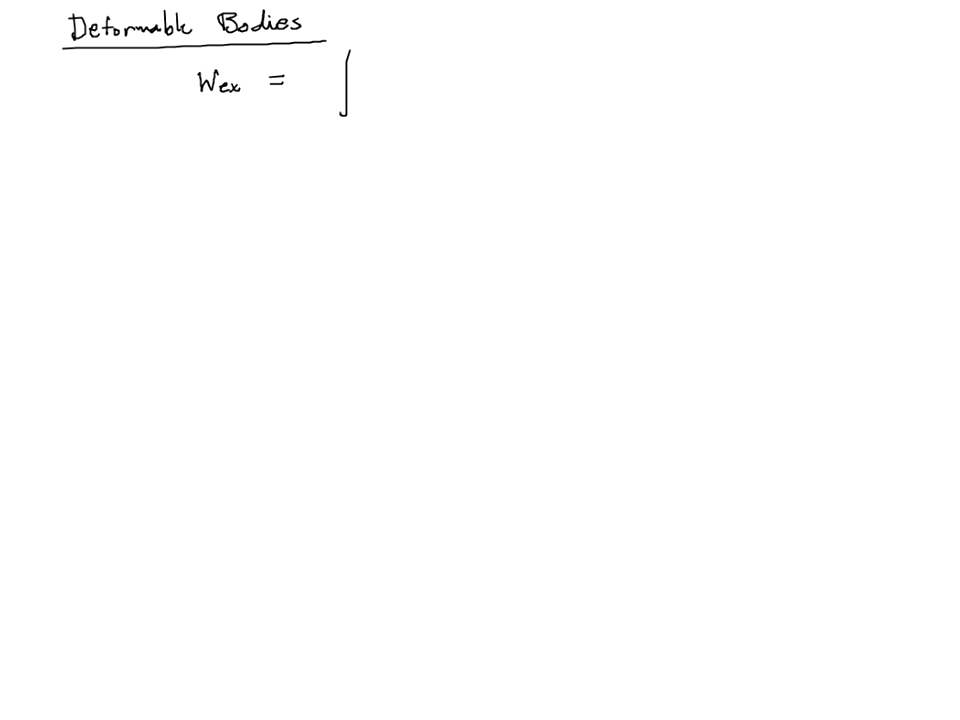 Deformable Bodies
Wex = ∫